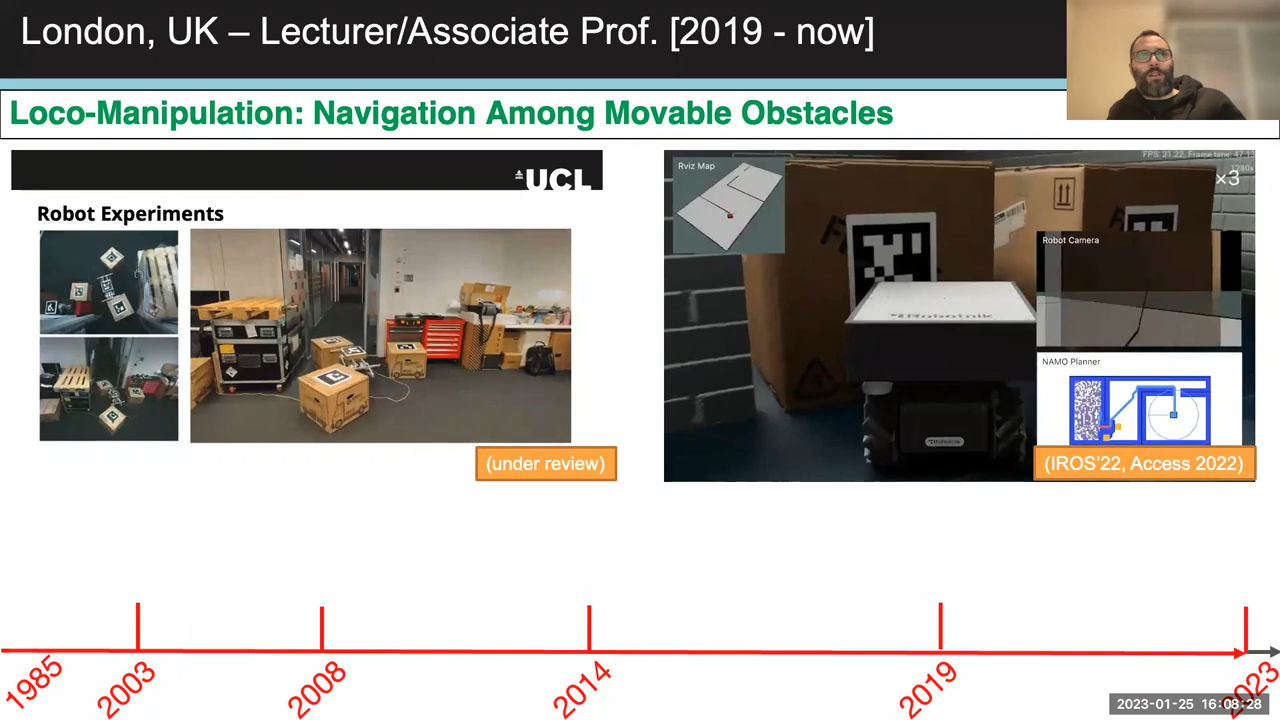 London, UK – Lecturer/Associate Prof. [2019 - now]
Loco-Manipulation: Navigation Among Movable Obstacles
UCL
Robot Experiments
(under review)
Rviz Map
×3
Robot Camera
Robotnik
NAMO Planner
(IROS'22, Access 2022)
1985
2003
2008
2014
2019
2023
2023-01-25 16:08:28